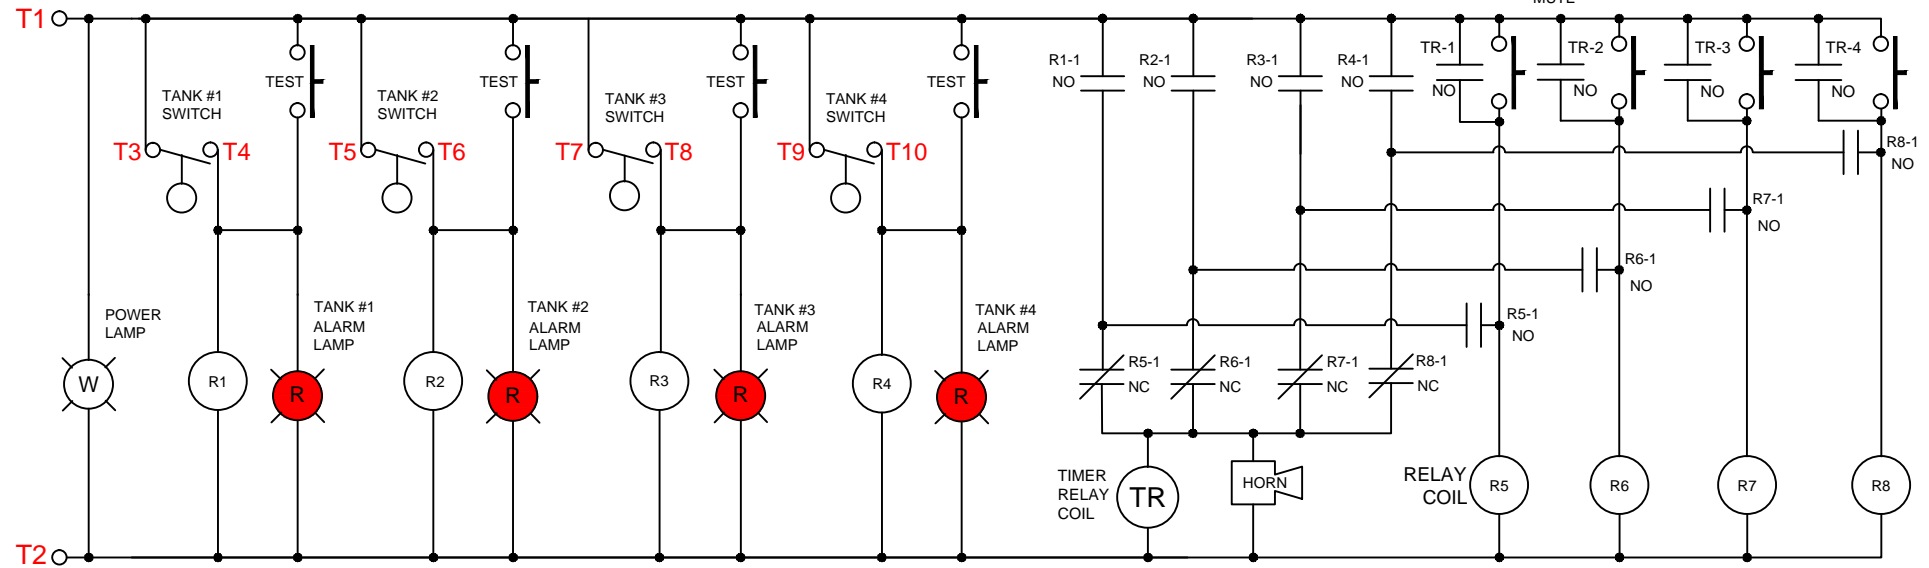 MUTE
T1
TEST
TEST
TEST
TEST
R1-1
NO
R2-1
NO
R3-1
NO
R4-1
NO
TR-1
NO
TR-2
NO
TR-3
NO
TR-4
NO
TANK #1
SWITCH
TANK #2
SWITCH
TANK #3
SWITCH
TANK #4
SWITCH
T3
T4
T5
T6
T7
T8
T9
T10
R8-1
NO
R7-1
NO
R6-1
NO
R5-1
NO
POWER
LAMP
TANK #1
ALARM
LAMP
TANK #2
ALARM
LAMP
TANK #3
ALARM
LAMP
TANK #4
ALARM
LAMP
R5-1
NC
R6-1
NC
R7-1
NC
R8-1
NC
W
R1
R
R2
R
R3
R
R4
R
TIMER
RELAY
COIL
TR
HORN
RELAY
COIL
R5
R6
R7
R8
T2